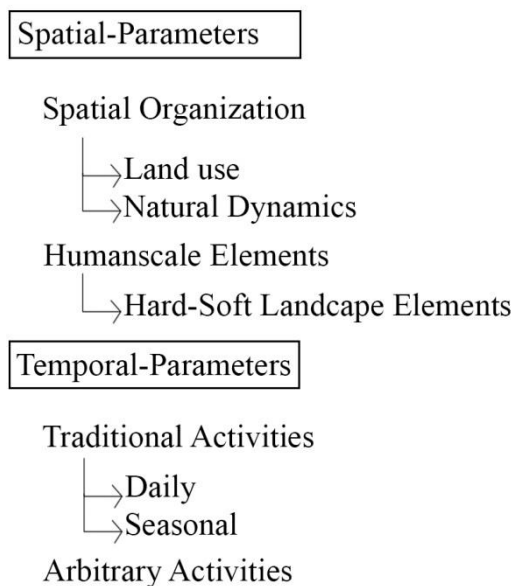 Spatial-Parameters
Spatial Organization
Land use
Natural Dynamics
Humanscale Elements
Hard-Soft Landcape Elements
Temporal-Parameters
Traditional Activities
Daily
Seasonal
Arbitrary Activities